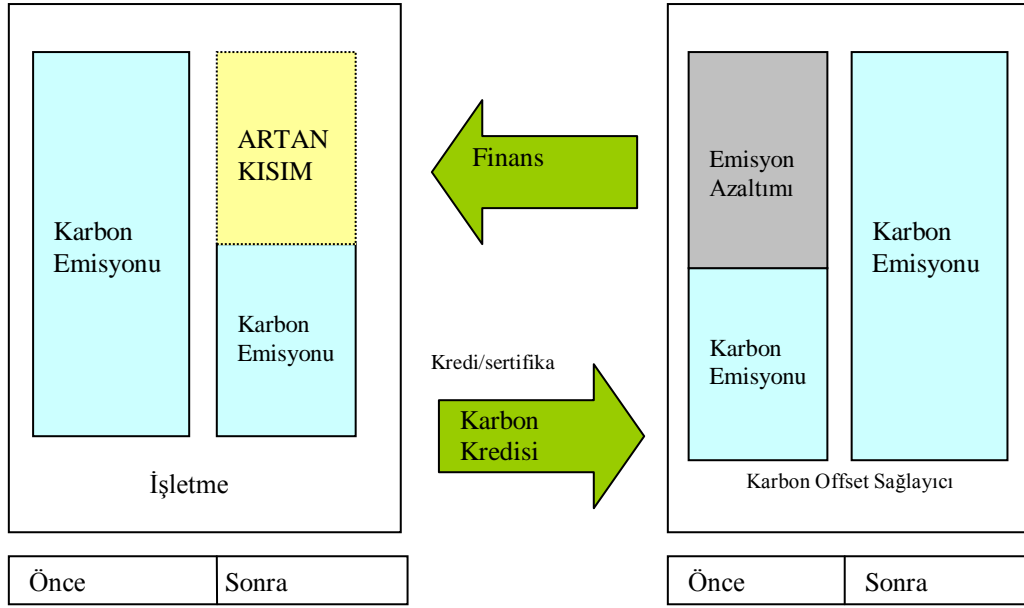 Karbon
Emisyonu
ARTAN
KISIM
Karbon
Emisyonu
İşletme
Önce
Sonra
Finans
Kredi/sertifika
Karbon
Kredisi
Emisyon
Azaltımı
Karbon
Emisyonu
Karbon
Emisyonu
Karbon Offset Sağlayıcı
Önce
Sonra